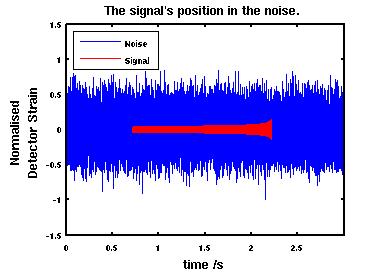 The signal's position in the noise.
1.5
1
0.5
0
-0.5
-1
-1.5
Normalised
Detector Strain
Noise
Signal
0 0.5 1 1.5 2 2.5
time /s